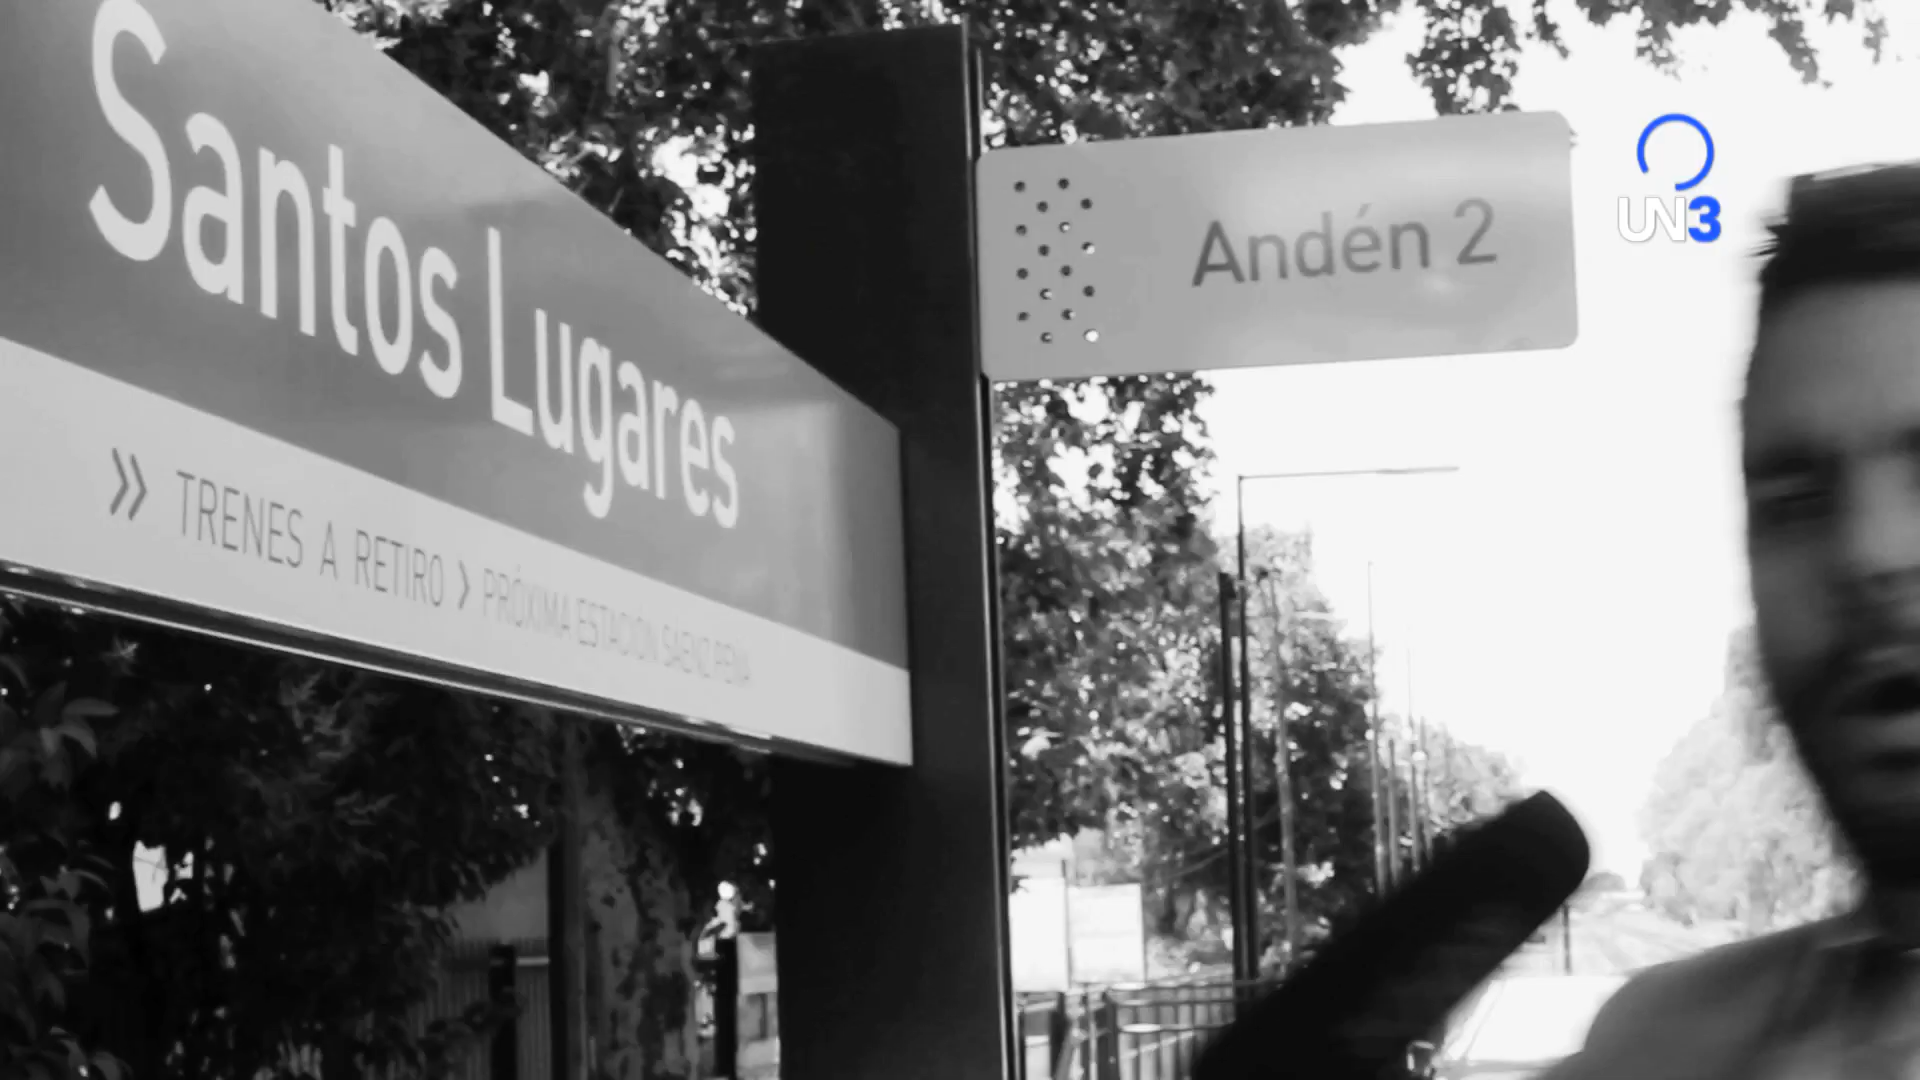 Santos Lugares
» TRENES A RETIRO > PRÓXIMA ESTACIÓN SÁENZ PEÑA
Andén 2
UN3